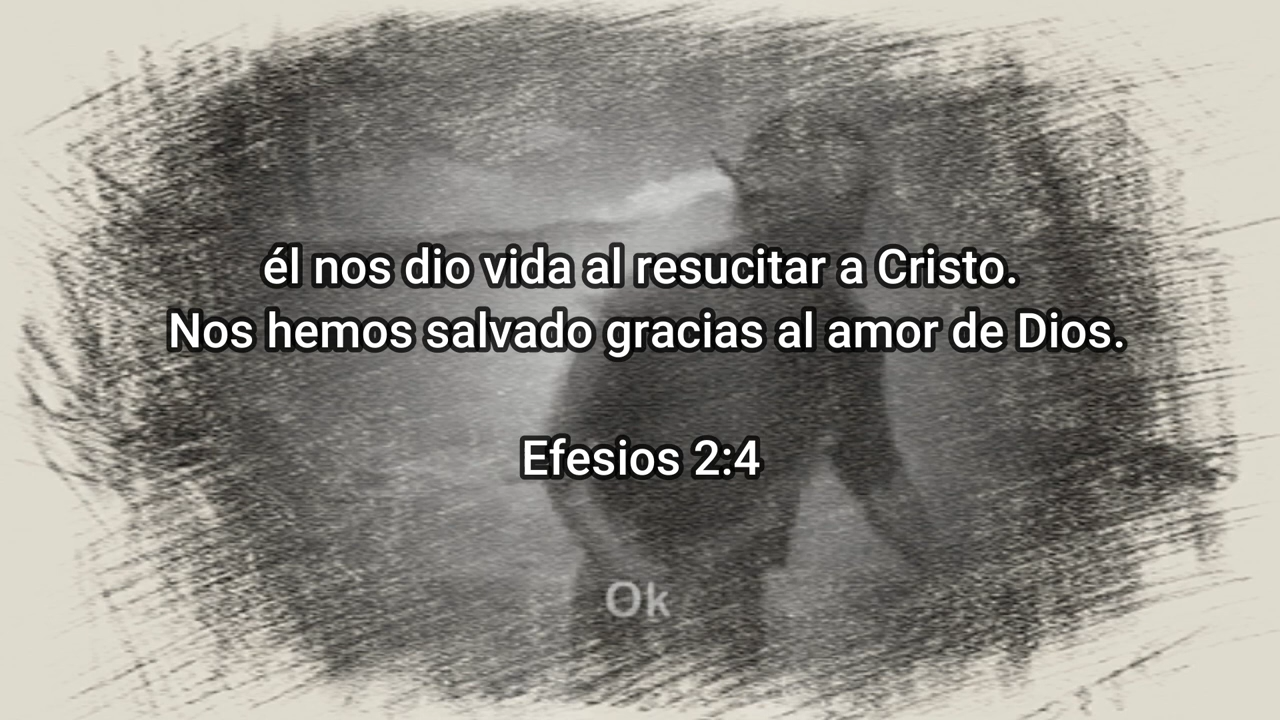 él nos dio vida al resucitar a Cristo.
Nos hemos salvado gracias al amor de Dios.
Efesios 2:4
Ok